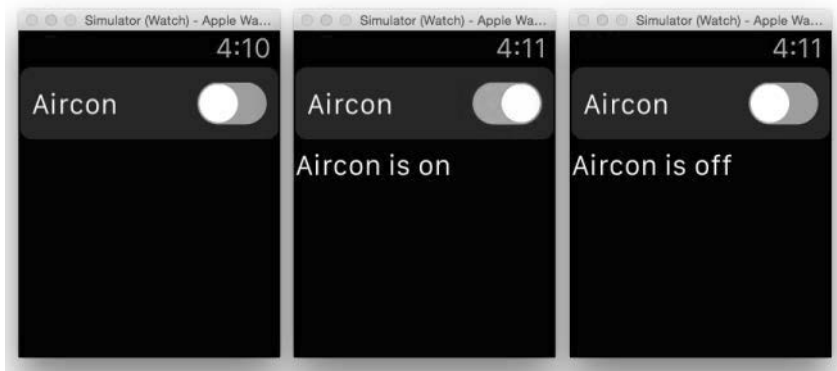 Simulator (Watch) - Apple Wa...
4:10
Aircon
Simulator (Watch) - Apple Wa...
4:11
Aircon
Aircon is on
Simulator (Watch) - Apple Wa...
4:11
Aircon
Aircon is off